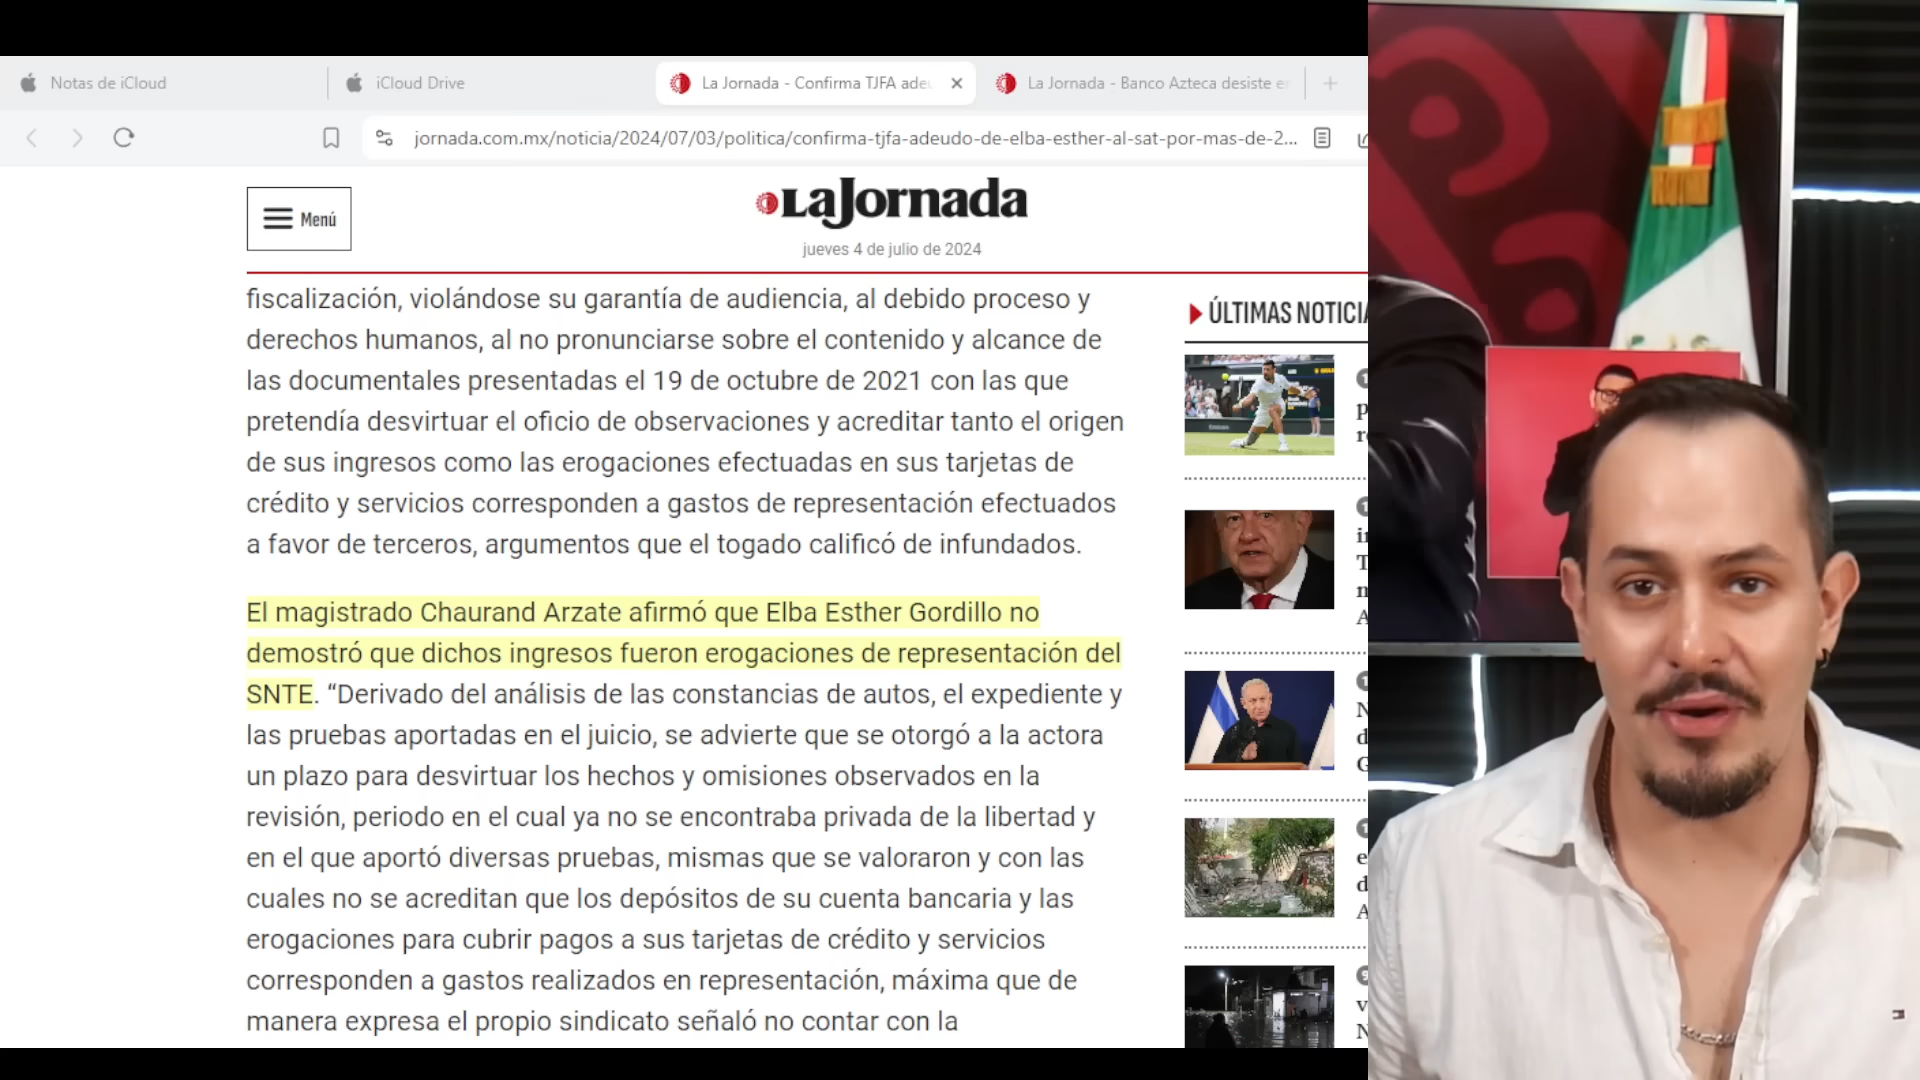 Notas de iCloud
iCloud Drive
La Jornada - Confirma TJFA
La Jornada - Banco Azteca desiste
jornada.com.mx/noticia/2024/07/03/politica/confirma-tjfa-adeudo-de-elba-esther-al-sat-por-mas-de-2...
Menú
La Jornada
jueves 4 de julio de 2024
fiscalización, violándose su garantía de audiencia, al debido proceso y
derechos humanos, al no pronunciarse sobre el contenido y alcance de
las documentales presentadas el 19 de octubre de 2021 con las que
pretendía desvirtuar el oficio de observaciones y acreditar tanto el origen
de sus ingresos como las erogaciones efectuadas en sus tarjetas de
crédito y servicios corresponden a gastos de representación efectuados
a favor de terceros, argumentos que el togado calificó de infundados.
El magistrado Chaurand Arzate afirmó que Elba Esther Gordillo no
demostró que dichos ingresos fueron erogaciones de representación del
SNTE. “Derivado del análisis de las constancias de autos, el expediente y
las pruebas aportadas en el juicio, se advierte que se otorgó a la actora
un plazo para desvirtuar los hechos y omisiones observados en la
revisión, periodo en el cual ya no se encontraba privada de la libertad y
en el que aportó diversas pruebas, mismas que se valoraron y con las
cuales no se acreditan que los depósitos de su cuenta bancaria y las
erogaciones para cubrir pagos a sus tarjetas de crédito y servicios
corresponden a gastos realizados en representación, máxima que de
manera expresa el propio sindicato señaló no contar con la
ÚLTIMAS